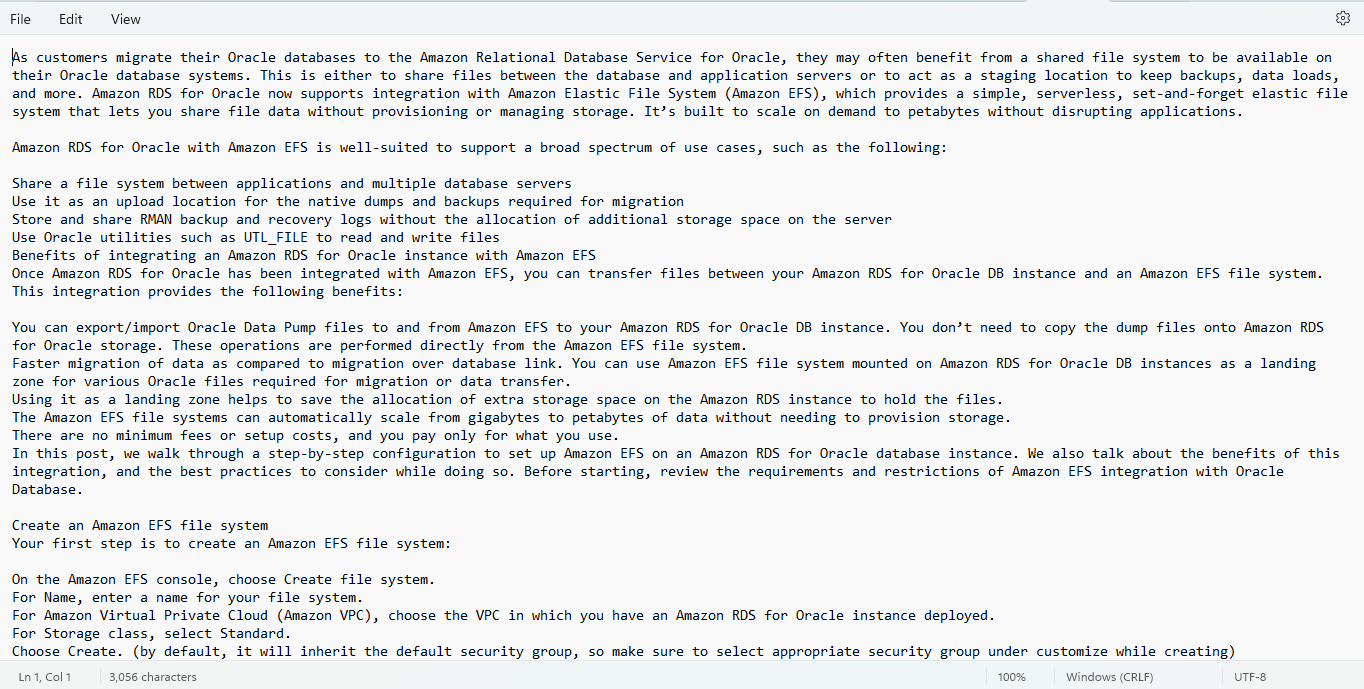 File Edit View
As customers migrate their Oracle databases to the Amazon Relational Database Service for Oracle, they may often benefit from a shared file system to be available on
their Oracle database systems. This is either to share files between the database and application servers or to act as a staging location to keep backups, data loads,
and more. Amazon RDS for Oracle now supports integration with Amazon Elastic File System (Amazon EFS), which provides a simple, serverless, set-and-forget elastic file
system that lets you share file data without provisioning or managing storage. It’s built to scale on demand to petabytes without disrupting applications.
Amazon RDS for Oracle with Amazon EFS is well-suited to support a broad spectrum of use cases, such as the following:
Share a file system between applications and multiple database servers
Use it as an upload location for the native dumps and backups required for migration
Store and share RMAN backup and recovery logs without the allocation of additional storage space on the server
Use Oracle utilities such as UTL_FILE to read and write files
Benefits of integrating an Amazon RDS for Oracle instance with Amazon EFS
Once Amazon RDS for Oracle has been integrated with Amazon EFS, you can transfer files between your Amazon RDS for Oracle DB instance and an Amazon EFS file system.
This integration provides the following benefits:
You can export/import Oracle Data Pump files to and from Amazon EFS to your Amazon RDS for Oracle DB instance. You don’t need to copy the dump files onto Amazon RDS
for Oracle storage. These operations are performed directly from the Amazon EFS file system.
Faster migration of data as compared to migration over database link. You can use Amazon EFS file system mounted on Amazon RDS for Oracle DB instances as a landing
zone for various Oracle files required for migration or data transfer.
Using it as a landing zone helps to save the allocation of extra storage space on the Amazon RDS instance to hold the files.
The Amazon EFS file systems can automatically scale from gigabytes to petabytes of data without needing to provision storage.
There are no minimum fees or setup costs, and you pay only for what you use.
In this post, we walk through a step-by-step configuration to set up Amazon EFS on an Amazon RDS for Oracle database instance. We also talk about the benefits of this
integration, and the best practices to consider while doing so. Before starting, review the requirements and restrictions of Amazon EFS integration with Oracle
Database.
Create an Amazon EFS file system
Your first step is to create an Amazon EFS file system:
On the Amazon EFS console, choose Create file system.
For Name, enter a name for your file system.
For Amazon Virtual Private Cloud (Amazon VPC), choose the VPC in which you have an Amazon RDS for Oracle instance deployed.
For Storage class, select Standard.
Choose Create. (by default, it will inherit the default security group, so make sure to select appropriate security group under customize while creating)
Ln 1, Col 1 3,056 characters 100% Windows (CRLF) UTF-8